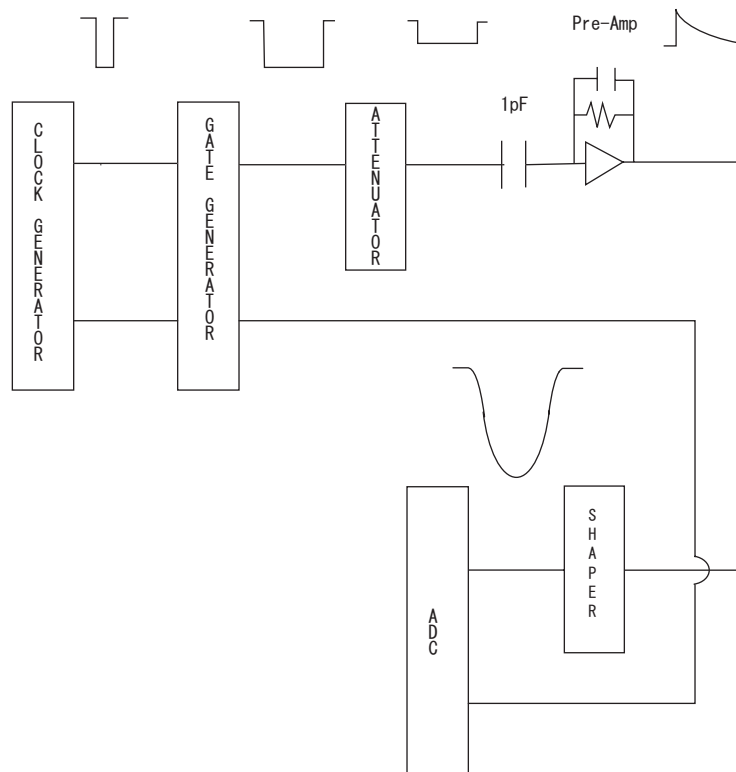 Pre-Amp
1pF
CLOCK GENERATOR
GATE GENERATOR
ATTENUATOR
SHAPER
ADC